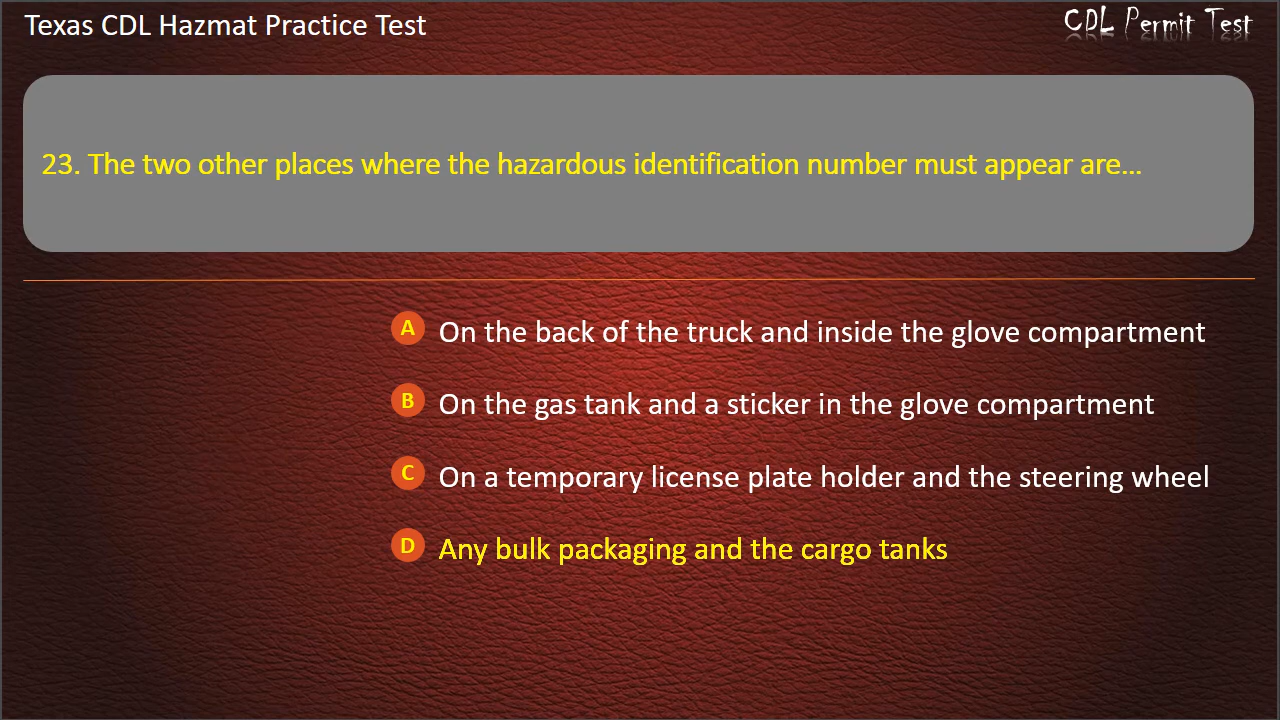 Texas CDL Hazmat Practice Test
CDL Permit Test
23. The two other places where the hazardous identification number must appear are...
A On the back of the truck and inside the glove compartment
B On the gas tank and a sticker in the glove compartment
C On a temporary license plate holder and the steering wheel
D Any bulk packaging and the cargo tanks